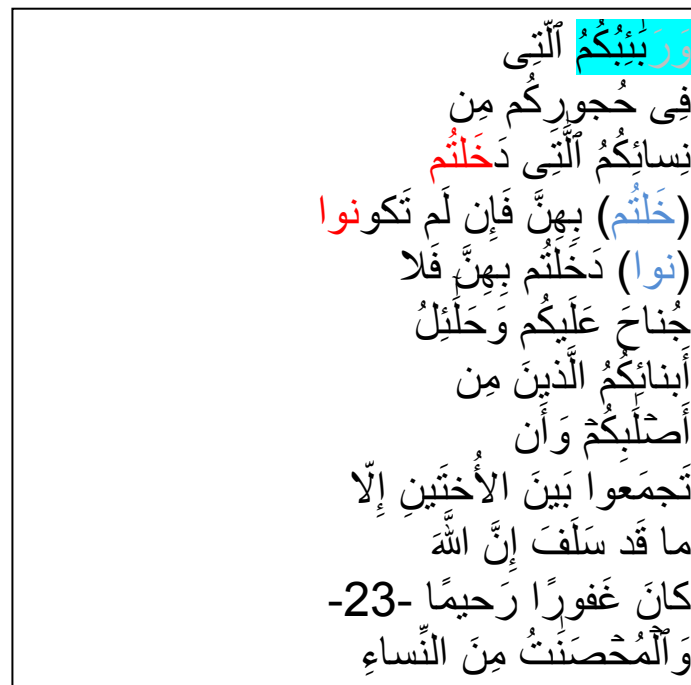 وَرَبَٰٓئِبُكُمُ ٱلَّٰتِى
فِى حُجورِكُم مِن
نِسائِكُمُ ٱلَّٰتِى دَخَلتُم
(خَلتُم) بِهِنَّ فَإِن لَم تَكونوا
(نوا) دَخَلتُم بِهِنَّ فَلا
جُناحَ عَلَيكُم وَحَلَٰٓئِلُ
أَبنائِكُمُ الَّذينَ مِن
أَصۡلَٰبِكُمۡ وَأَن
تَجمَعوا بَينَ الأُختَينِ إِلّا
ما قَد سَلَفَ إِنَّ اللَّهَ
كانَ غَفورًا رَحيمًا -23-
وَٱلۡمُحۡصَنَٰتُ مِنَ النِّساءِ